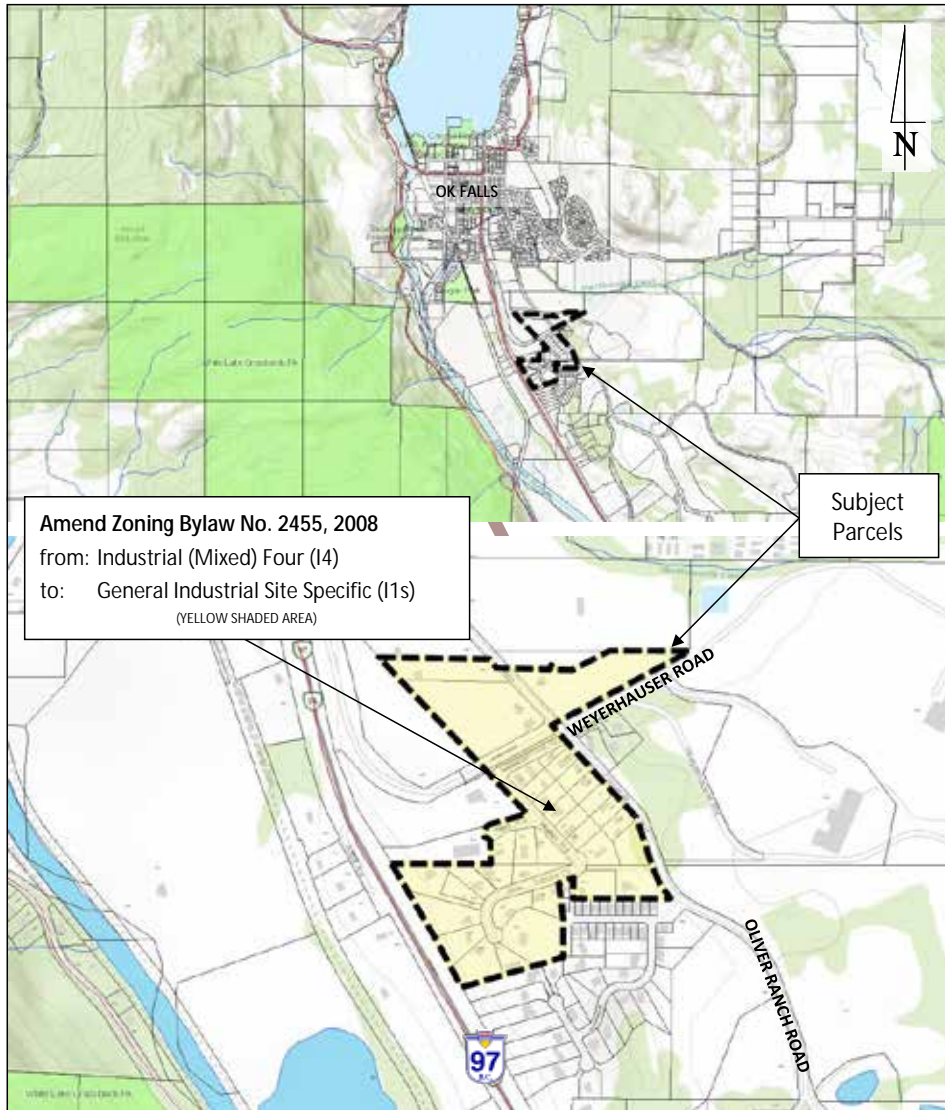 N
OK FALLS
Amend Zoning Bylaw No. 2455, 2008
from: Industrial (Mixed) Four (I4)
to: General Industrial Site Specific (I1s)
(YELLOW SHADED AREA)
Subject
Parcels
WEYERHAUSER ROAD
OLIVER RANCH ROAD
97